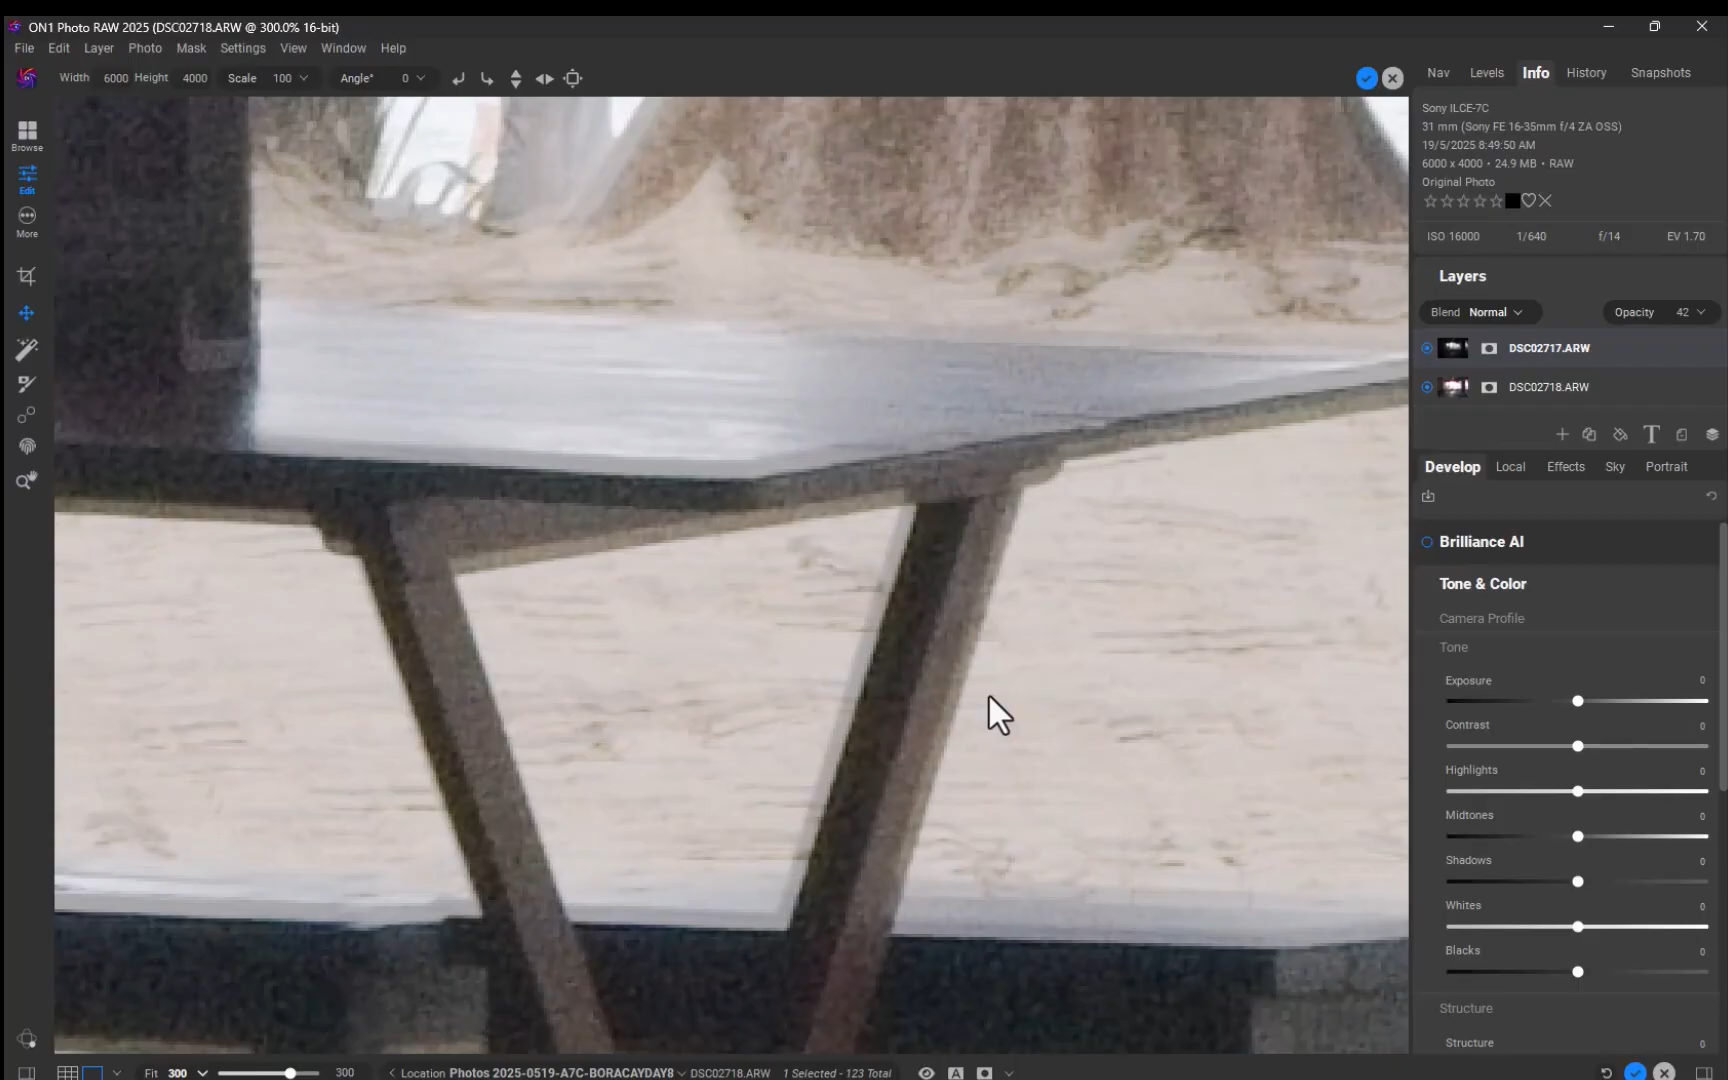 ON1 Photo RAW 2025 (DSC02718.ARW @ 300.0% 16-bit)
File Edit Layer Photo Mask Settings View Window Help
Width 6000 Height 4000 Scale 100 Angle° 0
Nav Levels Info History Snapshots
Sony ILCE-7C
31 mm (Sony FE 16-35mm f/4 ZA OSS)
19/5/2025 8:49:50 AM
6000 x 4000 • 24.9 MB • RAW
Original Photo
ISO 16000 1/640 f/14 EV 1.70
Browse
Edit
More
Layers
Blend Normal Opacity 42
DSC02717.ARW
DSC02718.ARW
Develop Local Effects Sky Portrait
Brilliance AI
Tone & Color
Camera Profile
Tone
Exposure 0
Contrast 0
Highlights 0
Midtones 0
Shadows 0
Whites 0
Blacks 0
Structure
Structure 0
Fit 300 300 Location Photos 2025-0519-A7C-BORACAYDAY8 DSC02718.ARW 1 Selected - 123 Total A